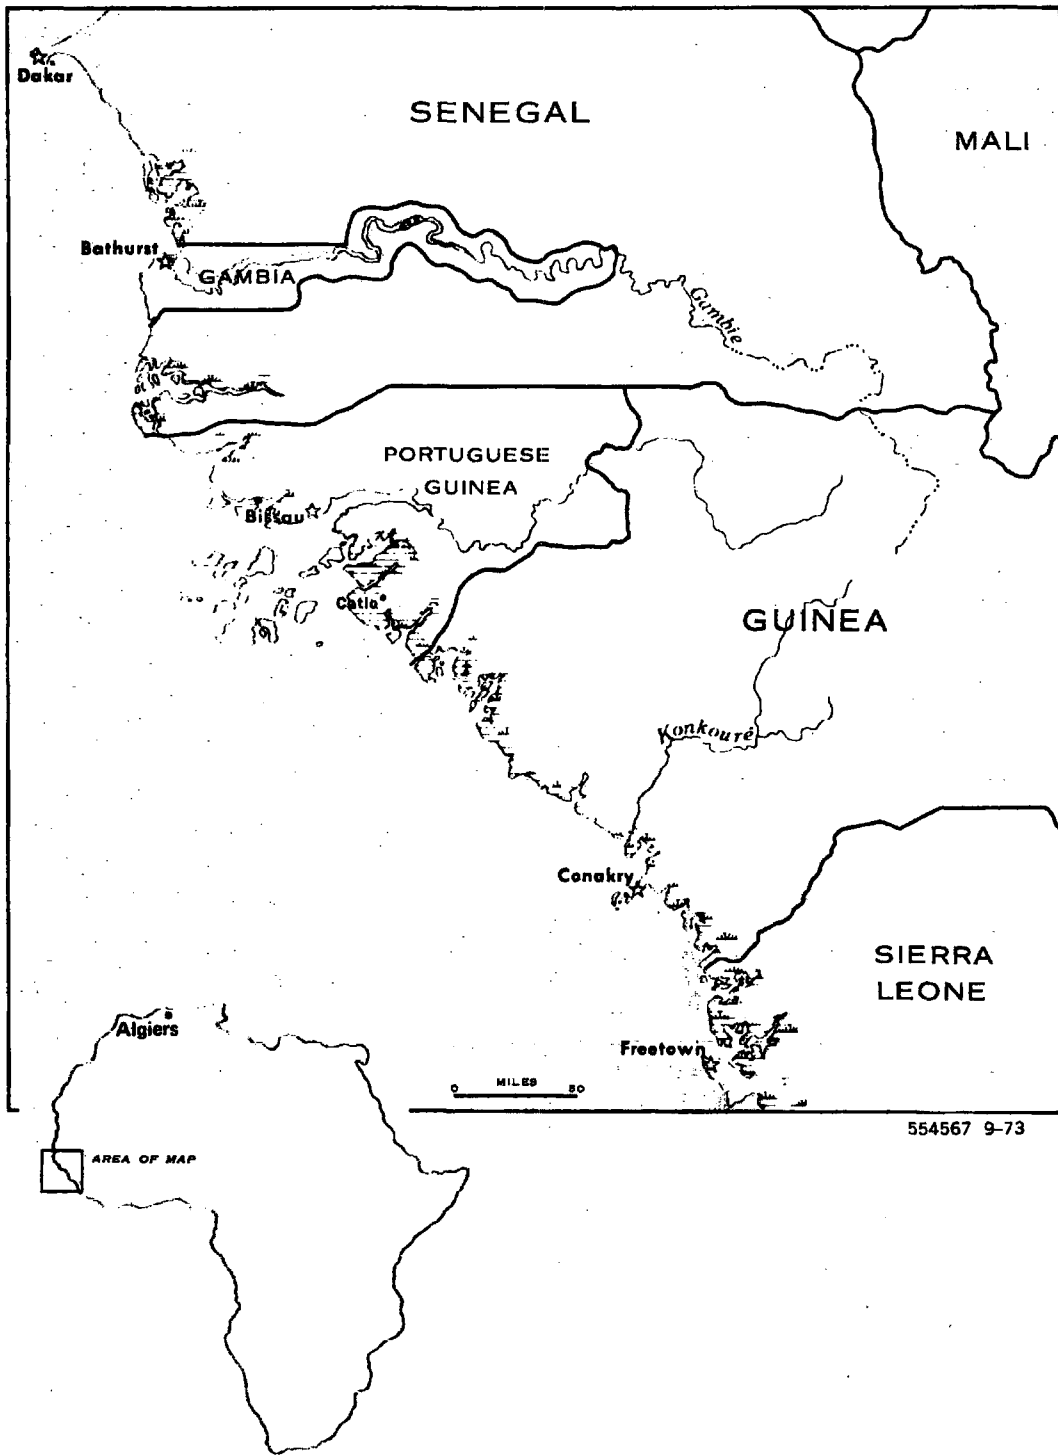 Dakar
SENEGAL
MALI
Bathurst
GAMBIA
Gambie
PORTUGUESE
GUINEA
Bissau
Catla
GUINEA
Konkouré
Conakry
SIERRA
LEONE
Algiers
Freetown
0 MILES 50
554567 9-73
AREA OF MAP